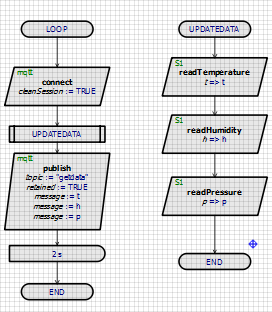 LOOP
mqtt
connect
cleanSession := TRUE
UPDATEDATA
mqtt
publish
topic := "getdata"
retained := TRUE
message := t
message := h
message := p
2 s
END
UPDATEDATA
S1
readTemperature
t => t
S1
readHumidity
h => h
S1
readPressure
p => p
END